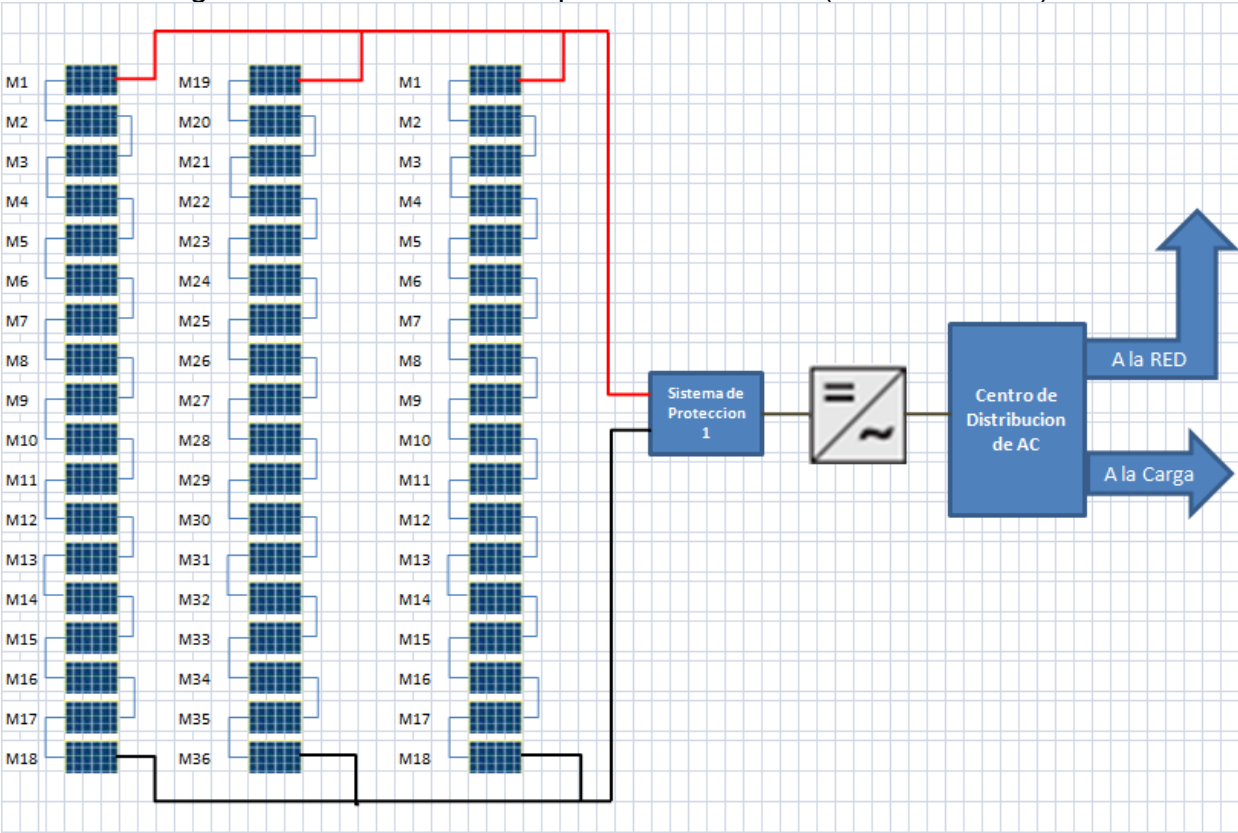 M1
M2
M3
M4
M5
M6
M7
M8
M9
M10
M11
M12
M13
M14
M15
M16
M17
M18
M19
M20
M21
M22
M23
M24
M25
M26
M27
M28
M29
M30
M31
M32
M33
M34
M35
M36
M1
M2
M3
M4
M5
M6
M7
M8
M9
M10
M11
M12
M13
M14
M15
M16
M17
M18
Sistema de
Proteccion
1
Centro de
Distribucion
de AC
A la RED
A la Carga